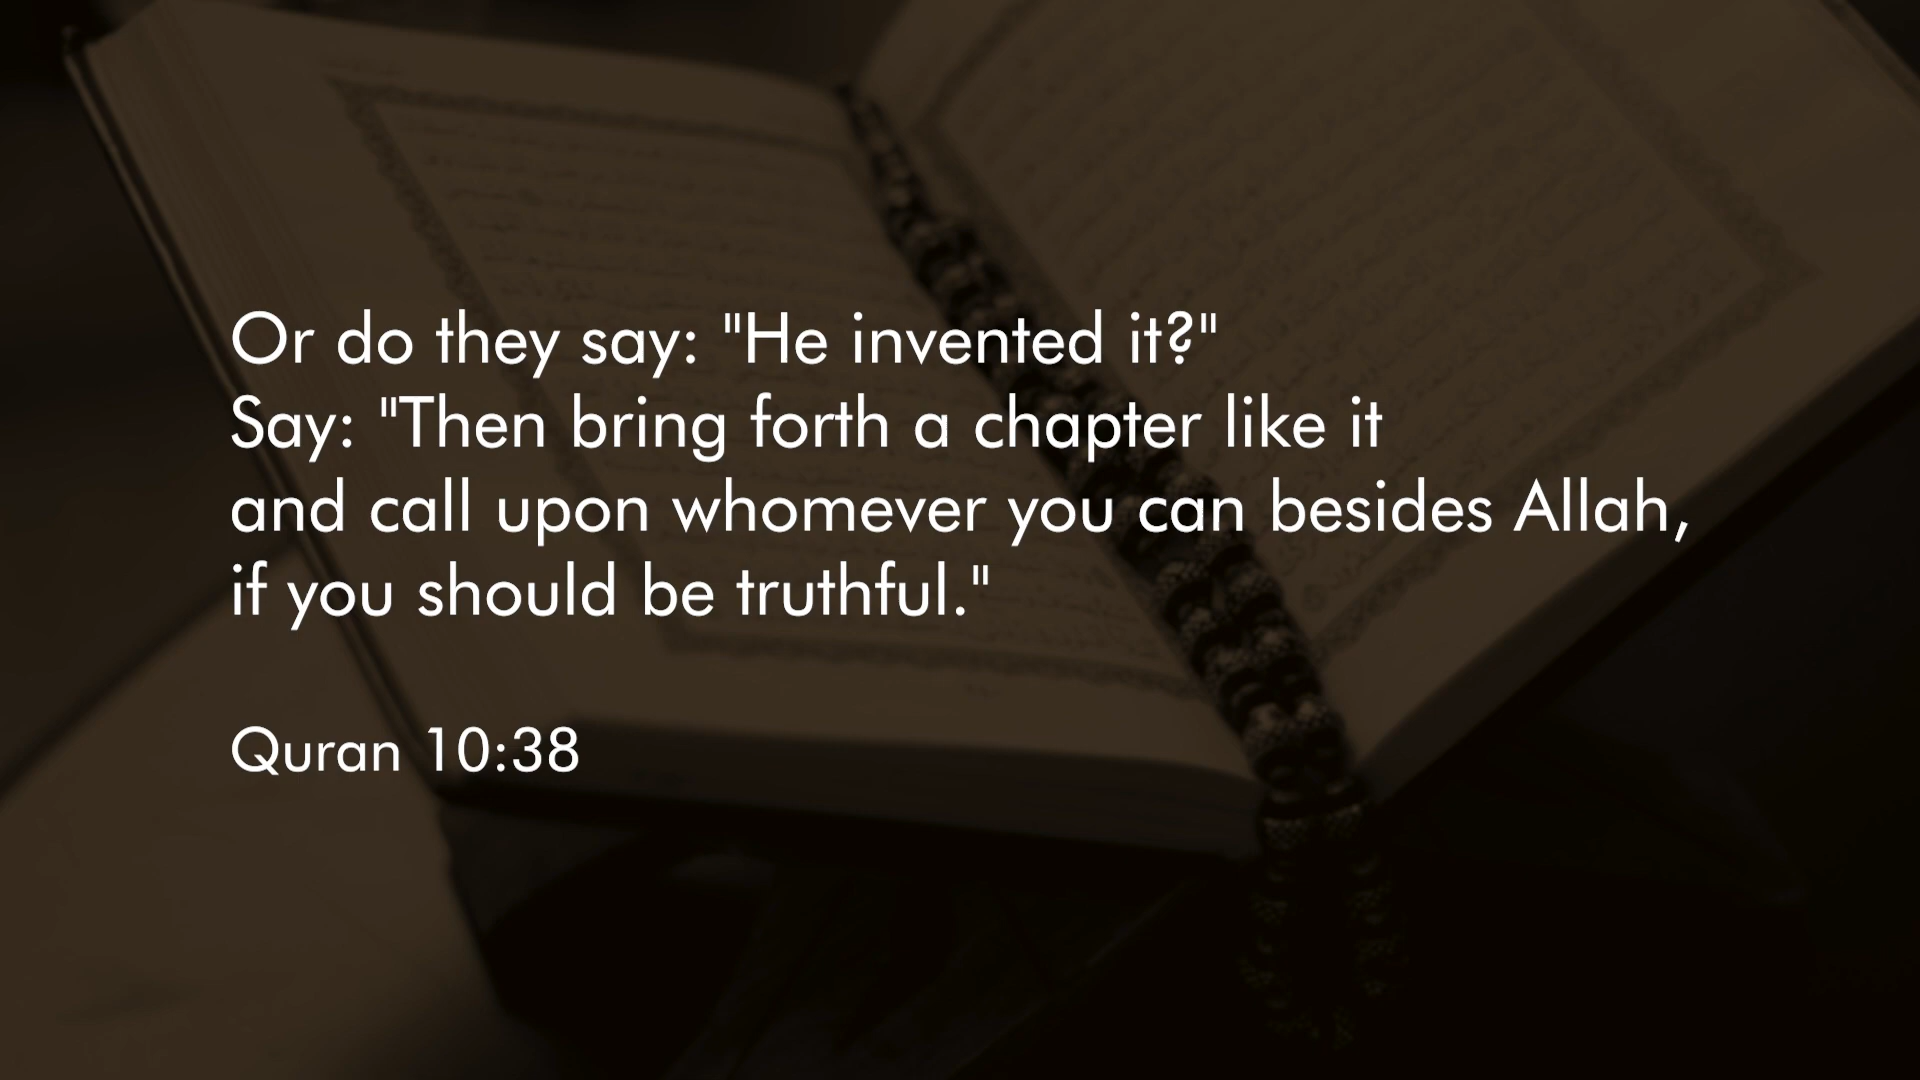 Or do they say: "He invented it?"
Say: "Then bring forth a chapter like it
and call upon whomever you can besides Allah,
if you should be truthful."
Quran 10:38